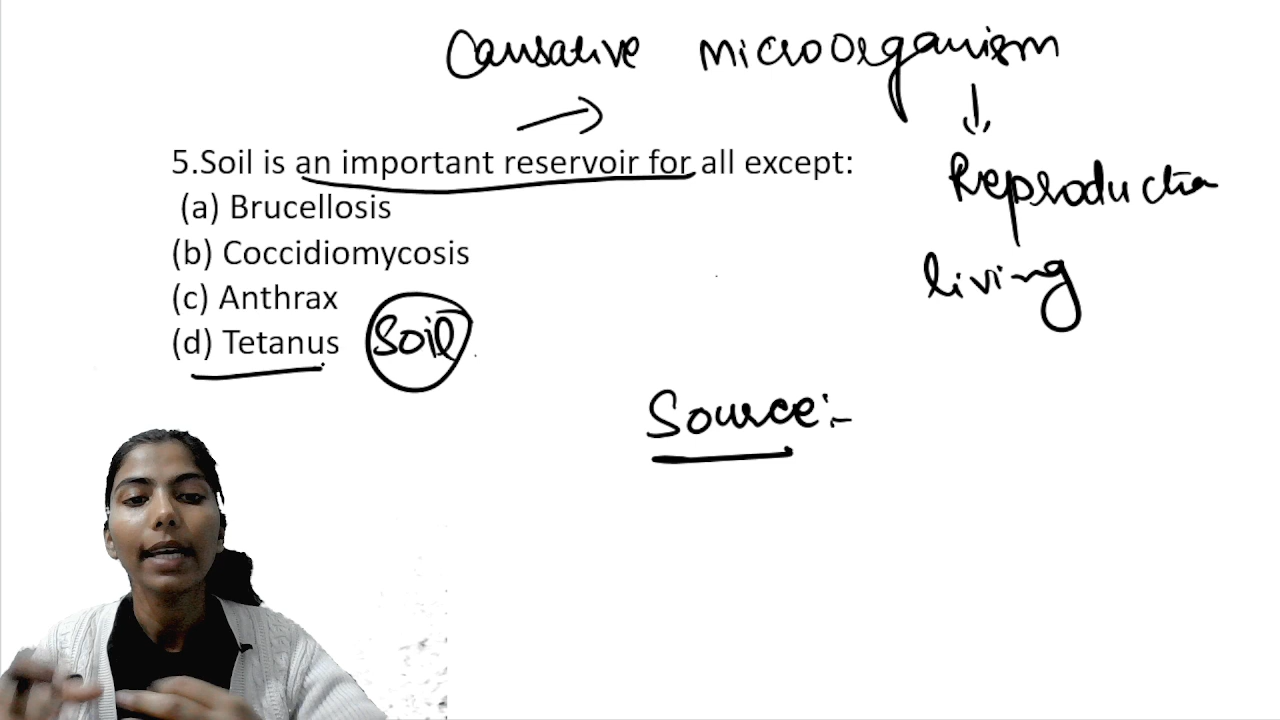 Causative microorganism
5.Soil is an important reservoir for all except:
Reproductio
(a) Brucellosis
(b) Coccidiomycosis
living
(c) Anthrax
(d) Tetanus Soil
Source:-